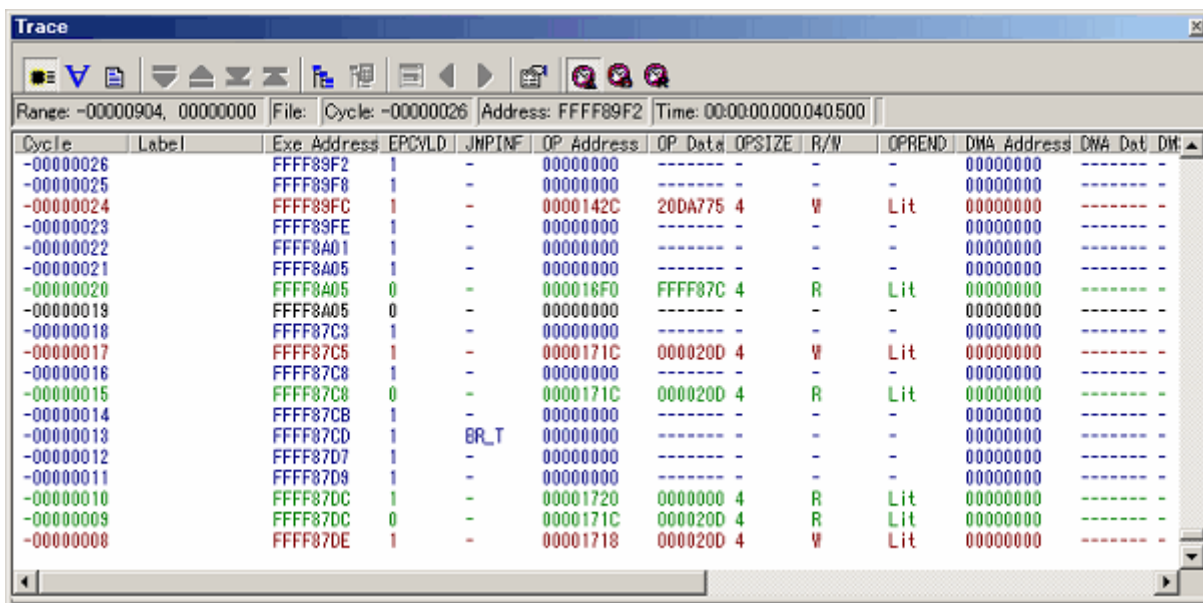 Trace
Range: -00000904, 00000000 File: Cycle: -00000026 Address: FFFF89F2 Time: 00:00:00.000.040.500
Cycle Label Exe Address EPCVLD JMPINF OP Address OP Data OPSIZE R/W OPREND DMA Address DMA Dat DM
-00000026 FFFF89F2 1 - 00000000 ------- - - - 00000000 ------- -
-00000025 FFFF89F8 1 - 00000000 ------- - - - 00000000 ------- -
-00000024 FFFF89FC 1 - 0000142C 20DA775 4 W Lit 00000000 ------- -
-00000023 FFFF89FE 1 - 00000000 ------- - - - 00000000 ------- -
-00000022 FFFF8A01 1 - 00000000 ------- - - - 00000000 ------- -
-00000021 FFFF8A05 1 - 00000000 ------- - - - 00000000 ------- -
-00000020 FFFF8A05 0 - 000016F0 FFFF87C 4 R Lit 00000000 ------- -
-00000019 FFFF8A05 0 - 00000000 ------- - - - 00000000 ------- -
-00000018 FFFF87C3 1 - 00000000 ------- - - - 00000000 ------- -
-00000017 FFFF87C5 1 - 0000171C 000020D 4 W Lit 00000000 ------- -
-00000016 FFFF87C8 1 - 00000000 ------- - - - 00000000 ------- -
-00000015 FFFF87C8 0 - 0000171C 000020D 4 R Lit 00000000 ------- -
-00000014 FFFF87CB 1 - 00000000 ------- - - - 00000000 ------- -
-00000013 FFFF87CD 1 BR_T 00000000 ------- - - - 00000000 ------- -
-00000012 FFFF87D7 1 - 00000000 ------- - - - 00000000 ------- -
-00000011 FFFF87D9 1 - 00000000 ------- - - - 00000000 ------- -
-00000010 FFFF87DC 1 - 00001720 0000000 4 R Lit 00000000 ------- -
-00000009 FFFF87DC 0 - 0000171C 000020D 4 R Lit 00000000 ------- -
-00000008 FFFF87DE 1 - 00001718 000020D 4 W Lit 00000000 ------- -